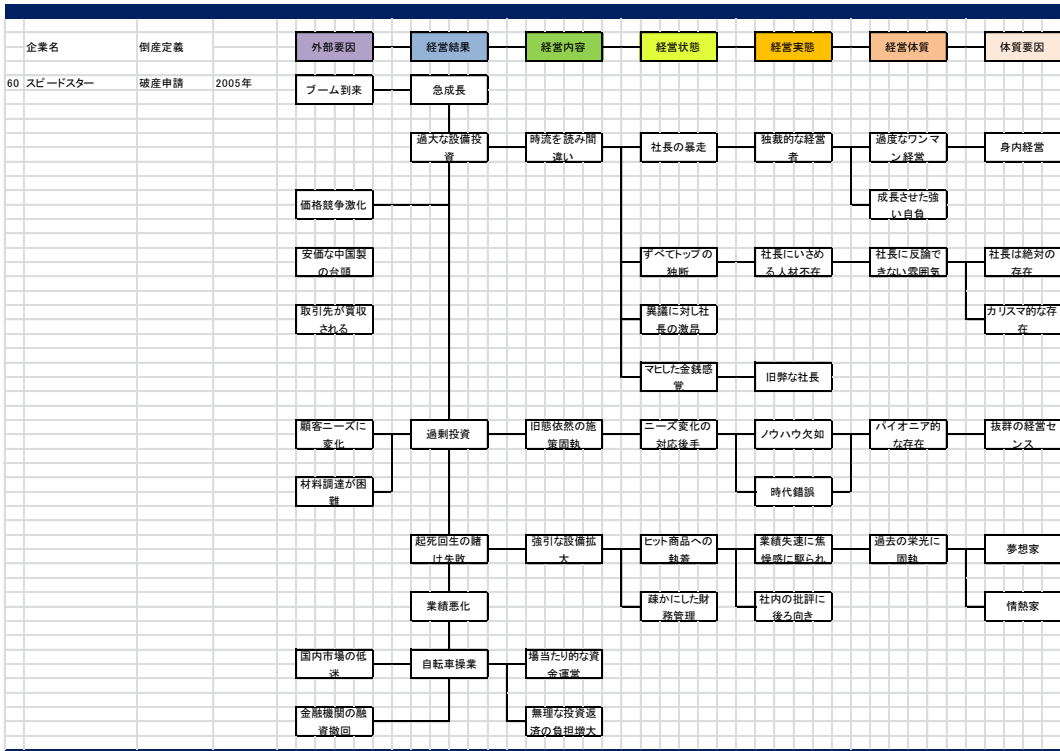 企業名 倒産定義 外部要因 経営結果 経営内容 経営状態 経営実態 経営体質 体質要因
60 スピードスター 破産申請 2005年 ブーム到来 急成長
過大な設備投
資
時流を読み間
違い
社長の暴走
独裁的な経営
者
過度なワンマ
ン経営
身内経営
価格競争激化
成長させた強
い自負
安価な中国製
の台頭
すべてトップの
独断
社長にいさめ
る人材不在
社長に反論で
きない雰囲気
社長は絶対の
存在
取引先が買収
される
異議に対し社
長の激昂
カリスマ的な存
在
マヒした金銭感
覚
旧弊な社長
顧客ニーズに
変化
過剰投資
旧態依然の施
策固執
ニーズ変化の
対応後手
ノウハウ欠如
パイオニア的
な存在
抜群の経営セ
ンス
材料調達が困
難
時代錯誤
起死回生の賭
け失敗
強引な設備拡
大
ヒット商品への
執着
業績失速に焦
燥感に駆られ
過去の栄光に
固執
夢想家
業績悪化
疎かにした財
務管理
社内の批評に
後ろ向き
情熱家
国内市場の低
迷
自転車操業
場当たり的な資
金運営
金融機関の融
資撤回
無理な投資返
済の負担増大